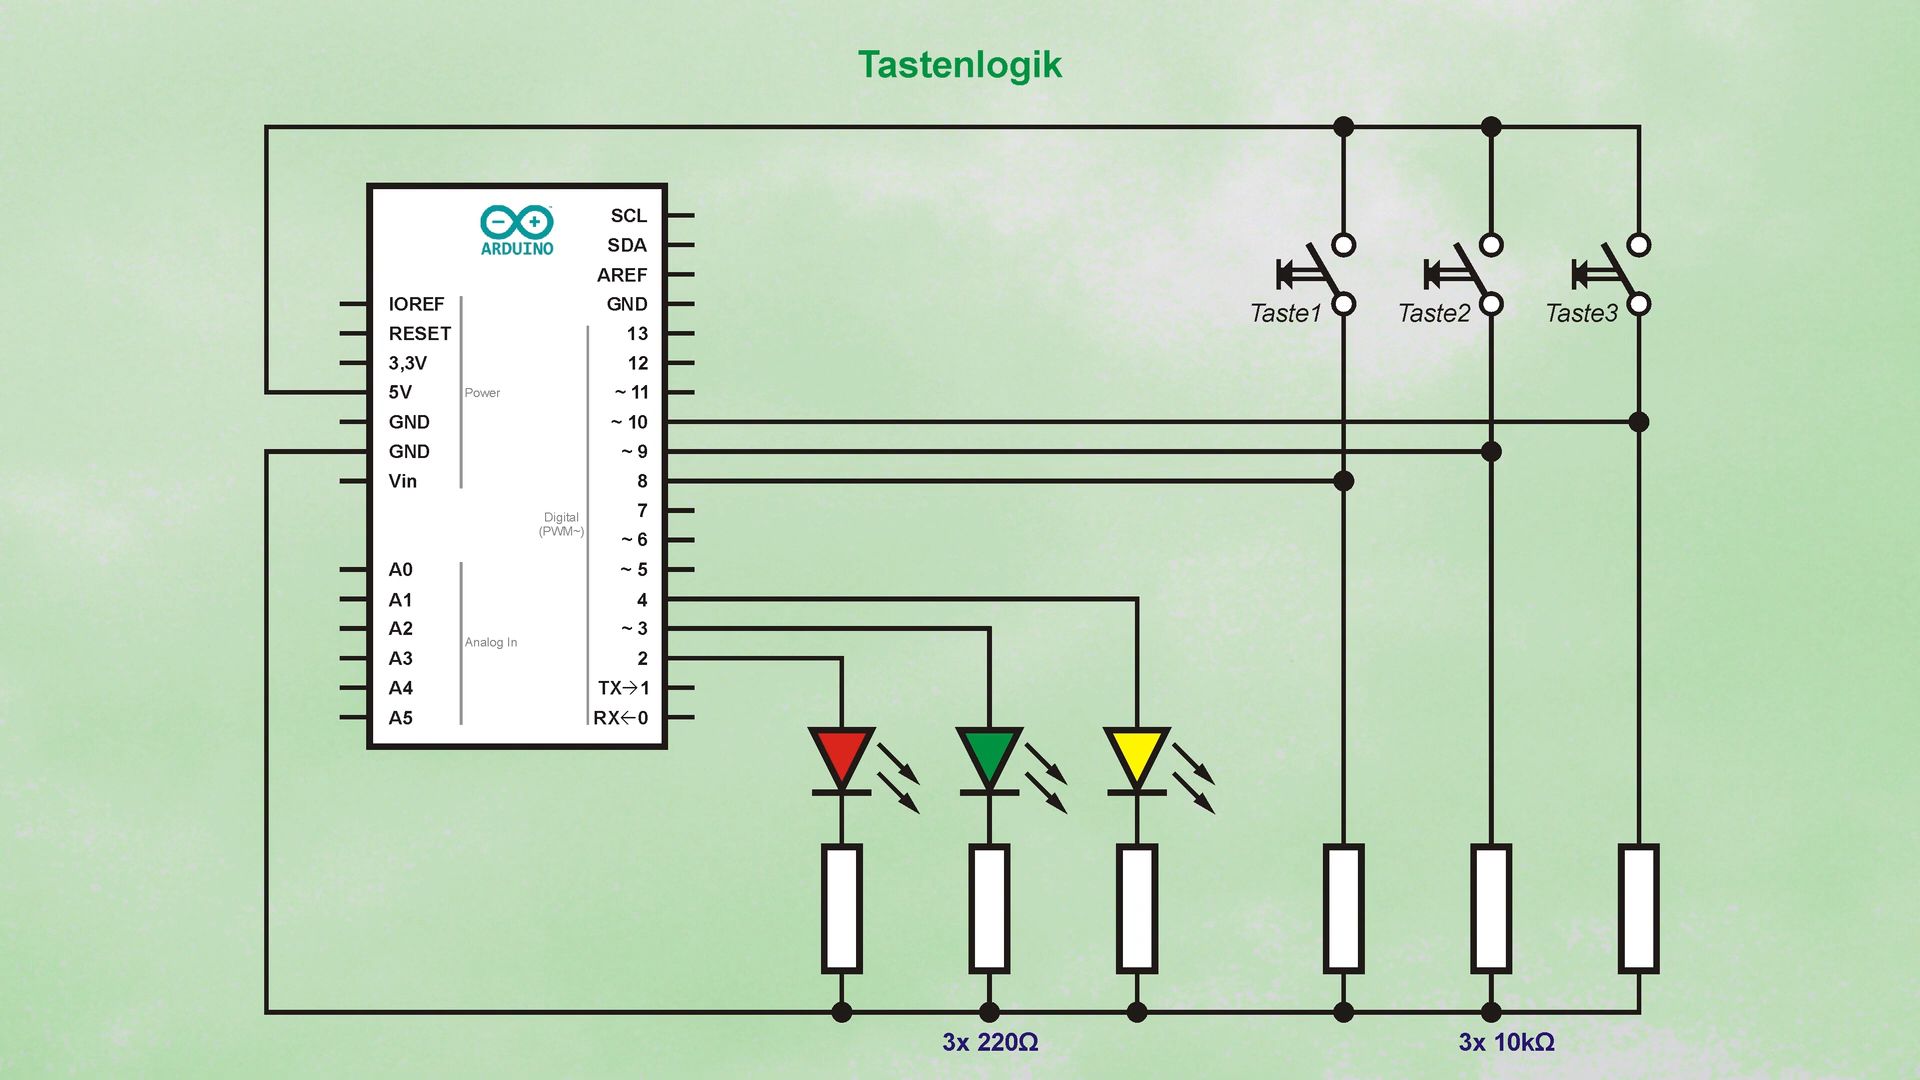 Tastenlogik
ARDUINO
SCL
SDA
AREF
IOREF
GND
RESET
13
3,3V
12
5V
Power
~ 11
GND
~ 10
GND
~ 9
Vin
8
7
Digital
(PWM~)
~ 6
A0
~ 5
A1
4
A2
~ 3
Analog In
A3
2
A4
TX→1
A5
RX←0
Taste1
Taste2
Taste3
3x 220Ω
3x 10kΩ